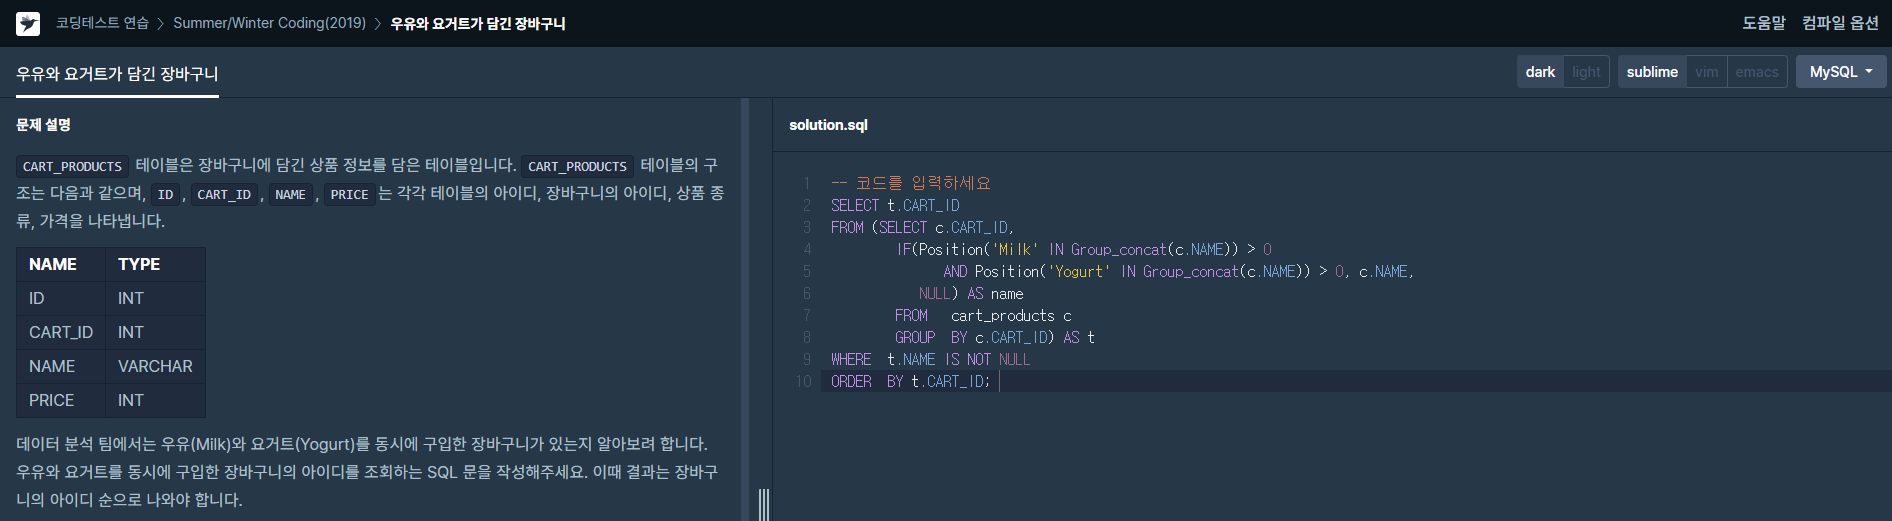 코딩테스트 연습 > Summer/Winter Coding(2019) > 우유와 요거트가 담긴 장바구니
도움말 컴파일 옵션
우유와 요거트가 담긴 장바구니
dark light sublime vim emacs MySQL
문제 설명
CART_PRODUCTS 테이블은 장바구니에 담긴 상품 정보를 담은 테이블입니다. CART_PRODUCTS 테이블의 구
조는 다음과 같으며, ID, CART_ID, NAME, PRICE는 각각 테이블의 아이디, 장바구니의 아이디, 상품 종
류, 가격을 나타냅니다.
NAME TYPE
ID INT
CART_ID INT
NAME VARCHAR
PRICE INT
데이터 분석 팀에서는 우유(Milk)와 요거트(Yogurt)를 동시에 구입한 장바구니가 있는지 알아보려 합니다.
우유와 요거트를 동시에 구입한 장바구니의 아이디를 조회하는 SQL 문을 작성해주세요. 이때 결과는 장바구
니의 아이디 순으로 나와야 합니다.
solution.sql
1 -- 코드를 입력하세요
2 SELECT t.CART_ID
3 FROM (SELECT c.CART_ID,
4 IF(Position('Milk' IN Group_concat(c.NAME)) > 0
5 AND Position('Yogurt' IN Group_concat(c.NAME)) > 0, c.NAME,
6 NULL) AS name
7 FROM cart_products c
8 GROUP BY c.CART_ID) AS t
9 WHERE t.NAME IS NOT NULL
10 ORDER BY t.CART_ID;